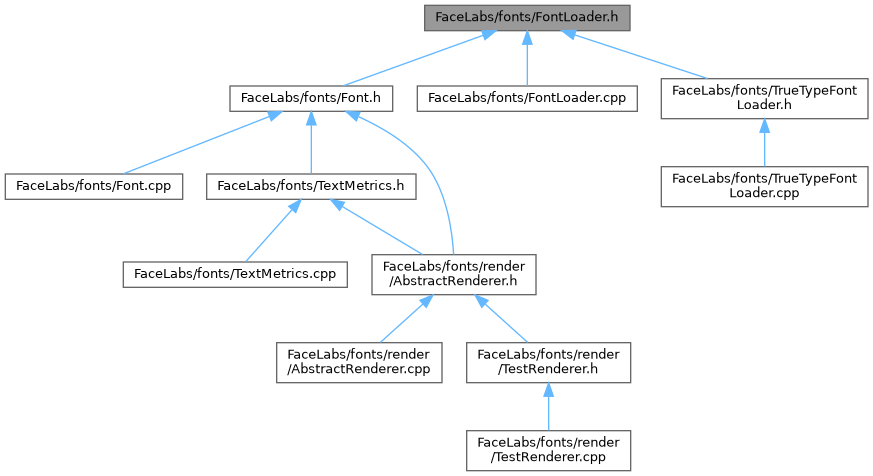 FaceLabs/fonts/FontLoader.h
FaceLabs/fonts/Font.h
FaceLabs/fonts/FontLoader.cpp
FaceLabs/fonts/TrueTypeFont
Loader.h
FaceLabs/fonts/Font.cpp
FaceLabs/fonts/TextMetrics.h
FaceLabs/fonts/TrueTypeFont
Loader.cpp
FaceLabs/fonts/TextMetrics.cpp
FaceLabs/fonts/render
/AbstractRenderer.h
FaceLabs/fonts/render
/AbstractRenderer.cpp
FaceLabs/fonts/render
/TestRenderer.h
FaceLabs/fonts/render
/TestRenderer.cpp